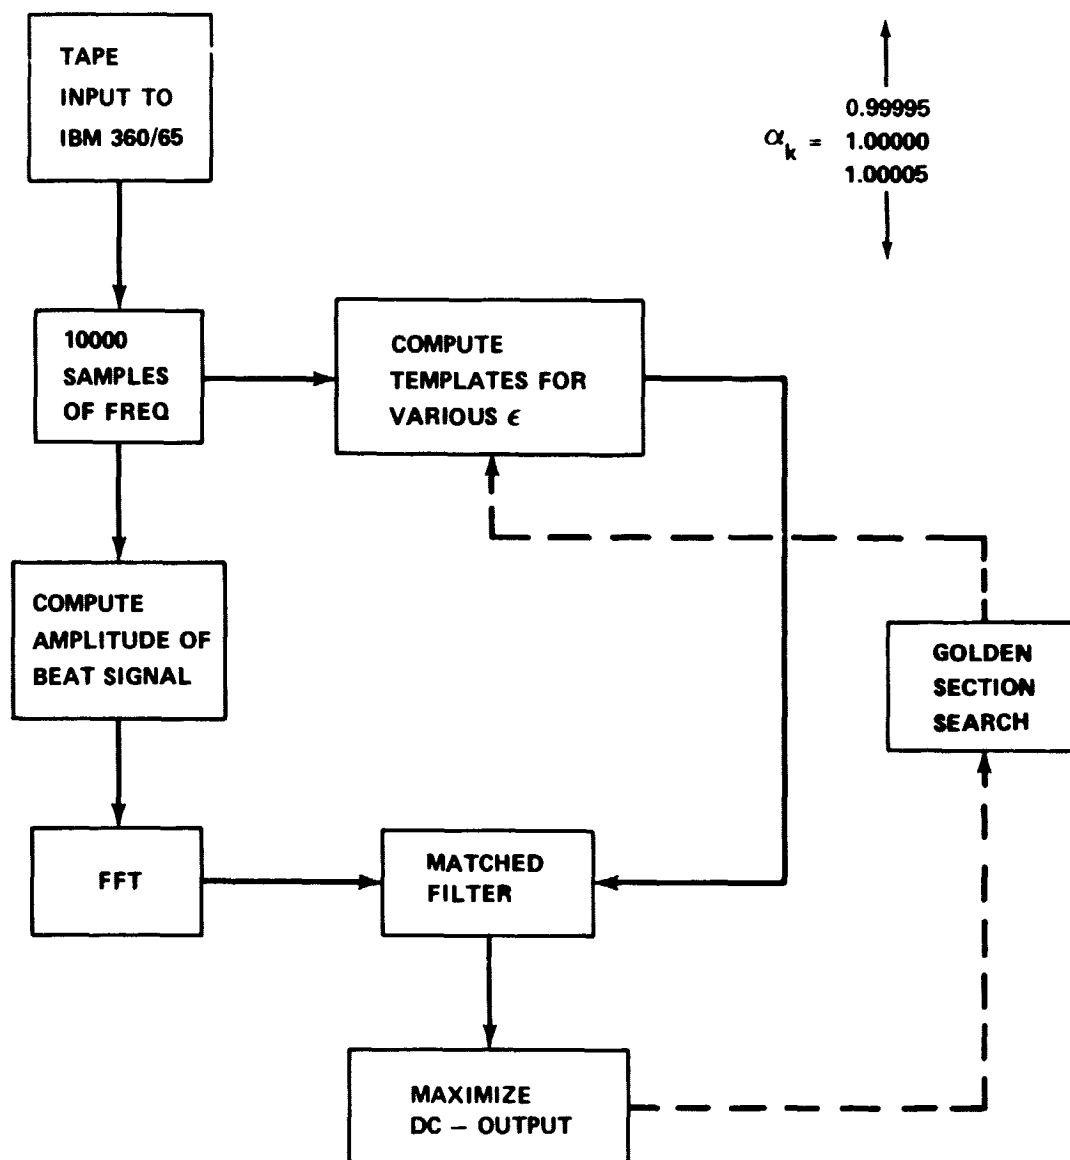 TAPE
INPUT TO
IBM 360/65
0.99995
α_k = 1.00000
1.00005
10000
SAMPLES
OF FREQ
COMPUTE
TEMPLATES FOR
VARIOUS ϵ
COMPUTE
AMPLITUDE OF
BEAT SIGNAL
GOLDEN
SECTION
SEARCH
FFT
MATCHED
FILTER
MAXIMIZE
DC – OUTPUT